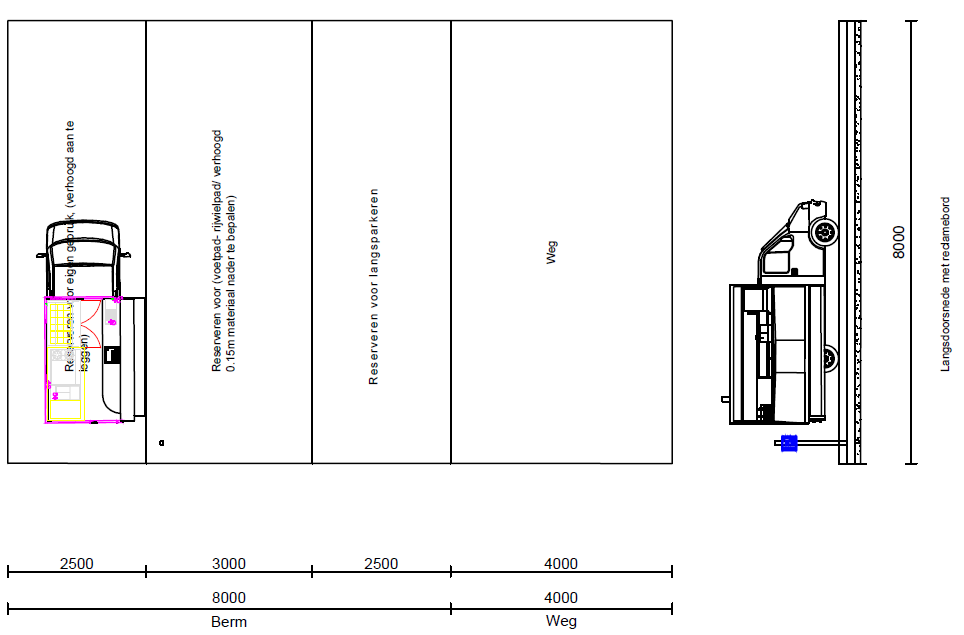 Reserveren voor eigen gebruik, (verhoogd aan te
leggen)
Reserveren voor (voetpad- rijwielpad/ verhoogd
0.15m materiaal nader te bepalen)
Reserveren voor langsparkeren
Weg
8000
Langsdoorsnede met reclamebord
2500
3000
2500
4000
8000
4000
Berm
Weg